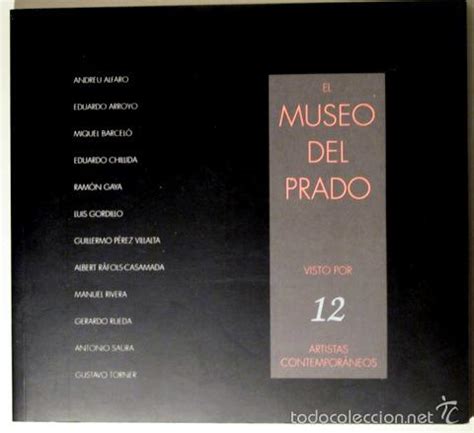 ANDREU ALFARO
EDUARDO ARROYO
MIQUEL BARCELÓ
EDUARDO CHILLIDA
RAMÓN GAYA
LUIS GORDILLO
GUILLERMO PÉREZ VILLALTA
ALBERT RÀFOLS-CASAMADA
MANUEL RIVERA
GERARDO RUEDA
ANTONIO SAURA
GUSTAVO TORNER
EL
MUSEO
DEL
PRADO
VISTO POR
12
ARTISTAS
CONTEMPORÁNEOS
todocoleccion.net
tc